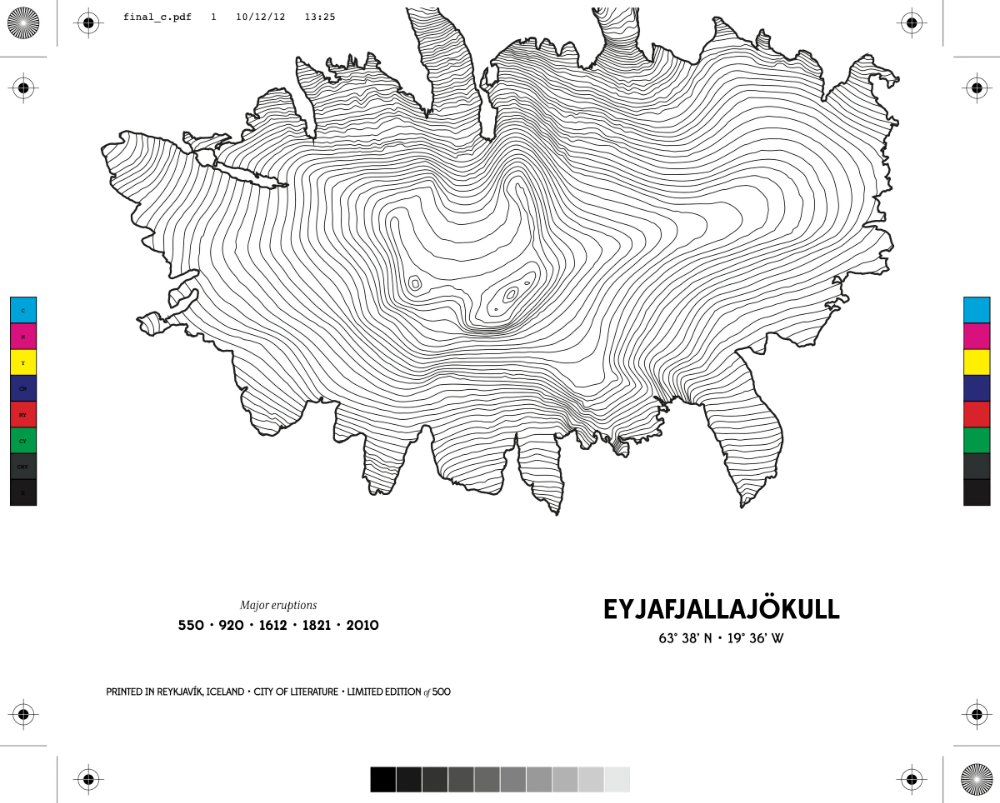 final_c.pdf 1 10/12/12 13:25
C
M
Y
CM
MY
CY
CMY
K
Major eruptions
550 • 920 • 1612 • 1821 • 2010
EYJAFJALLAJÖKULL
63° 38' N • 19° 36' W
PRINTED IN REYKJAVÍK, ICELAND • CITY OF LITERATURE • LIMITED EDITION of 500